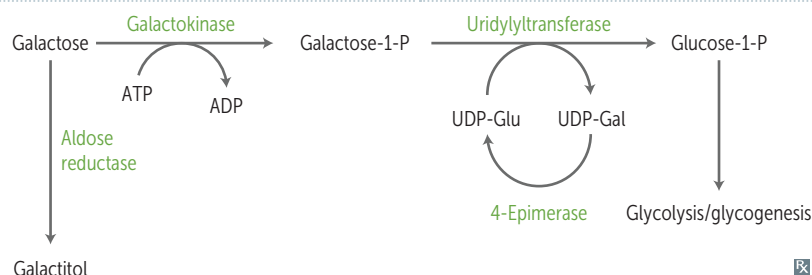 Galactokinase
Uridylyltransferase
Galactose
Galactose-1-P
Glucose-1-P
ATP
ADP
UDP-Glu
UDP-Gal
Aldose
reductase
4-Epimerase
Glycolysis/glycogenesis
Galactitol
Rx